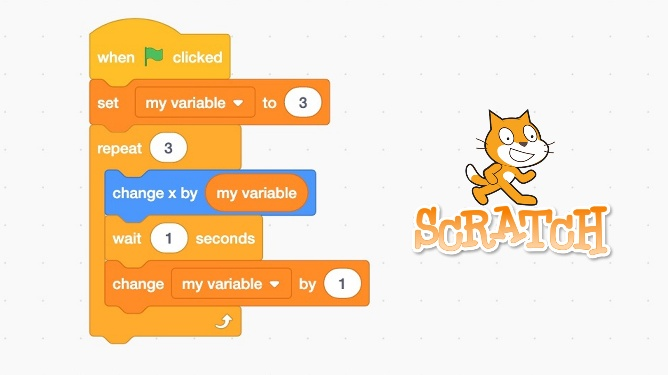 when clicked
set my variable to 3
repeat 3
change x by my variable
wait 1 seconds
change my variable by 1
SCRATCH